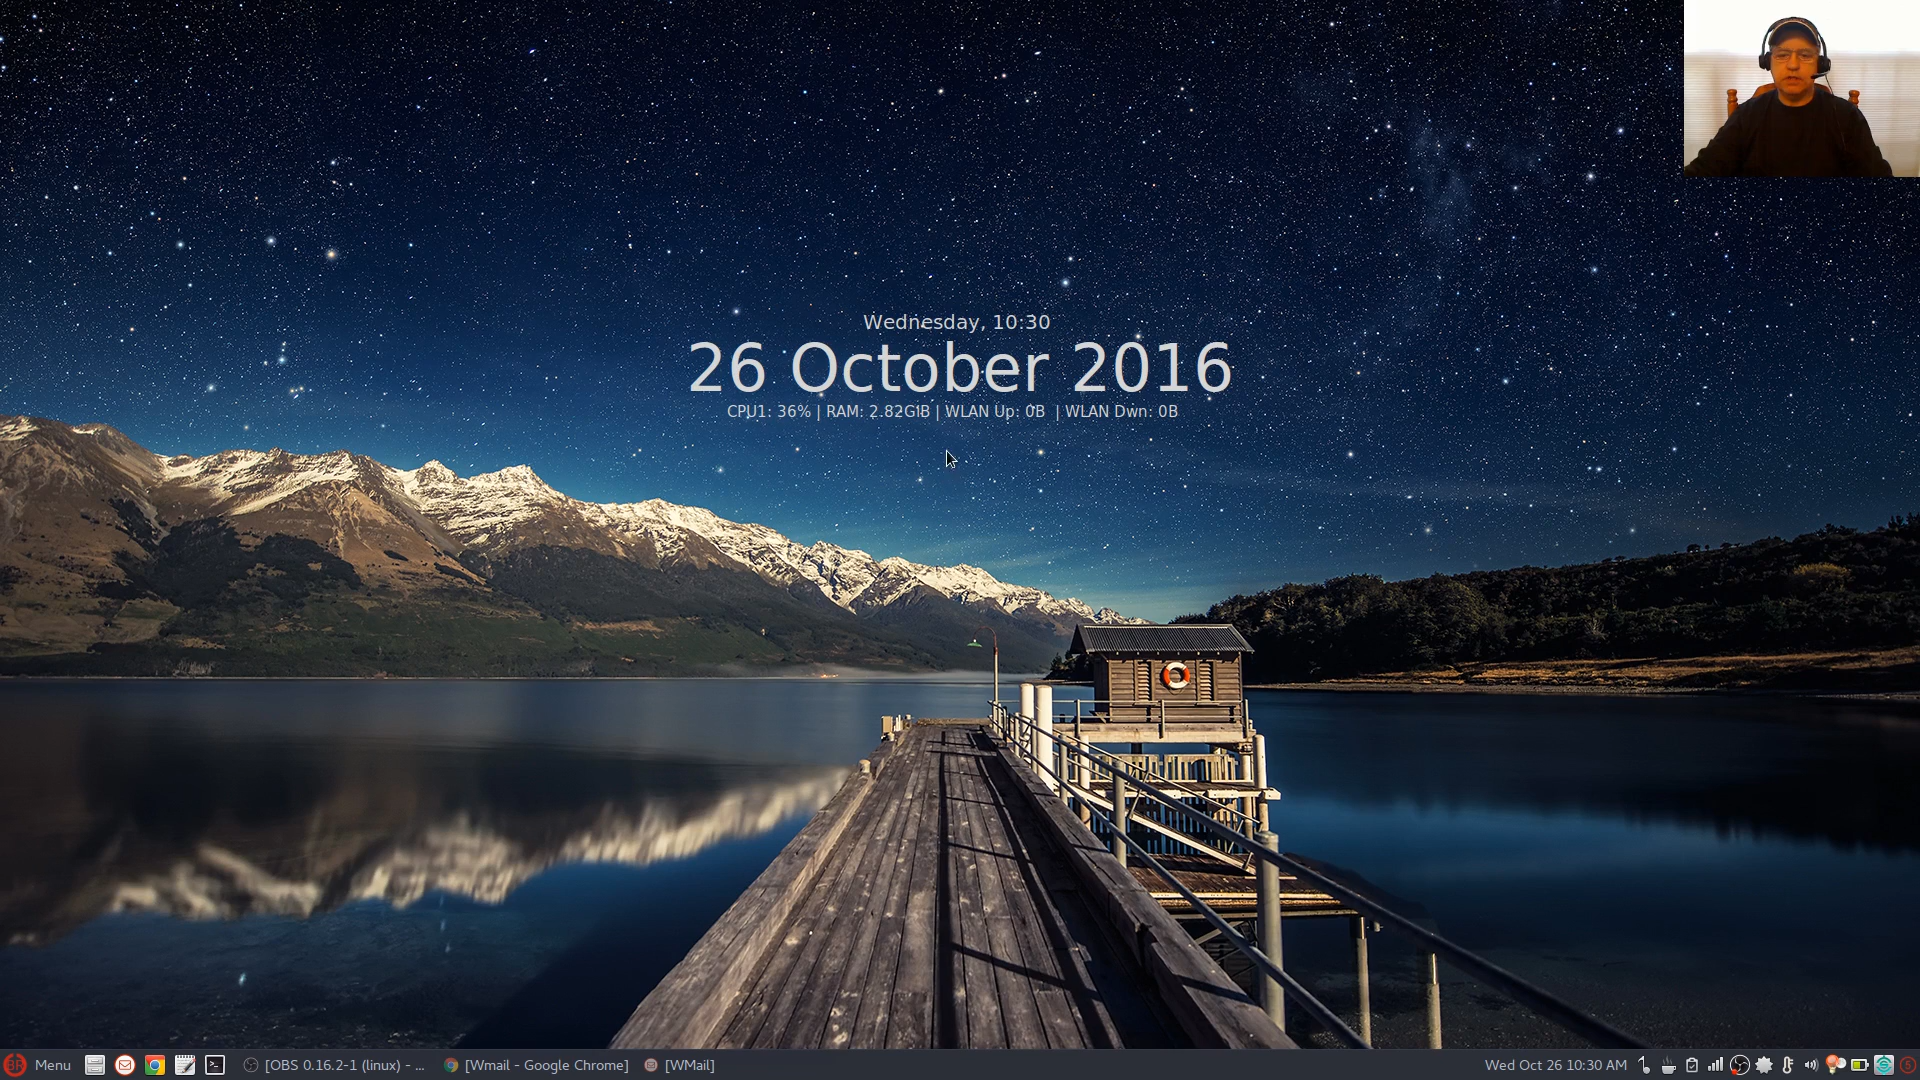 Wednesday, 10:30
26 October 2016
CPU1: 36% | RAM: 2.82GiB | WLAN Up: 0B | WLAN Dwn: 0B
Menu [OBS 0.16.2-1 (linux) - ... [Wmail - Google Chrome] [WMail] Wed Oct 26 10:30 AM 5